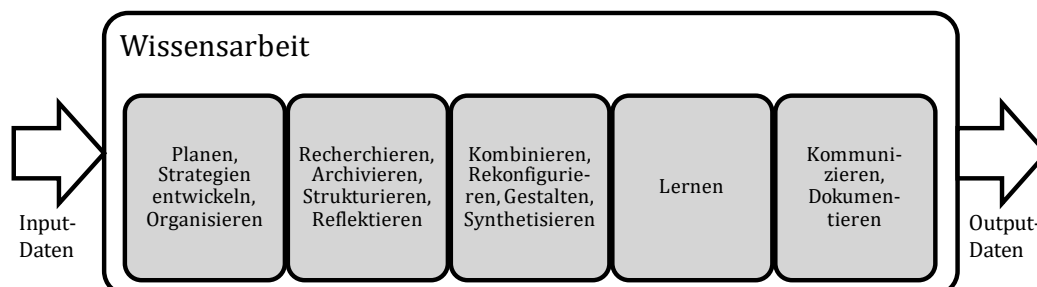 Wissensarbeit
Planen,
Strategien
entwickeln,
Organisieren
Recherchieren,
Archivieren,
Strukturieren,
Reflektieren
Kombinieren,
Rekonfigurie-
ren, Gestalten,
Synthetisieren
Lernen
Kommuni-
zieren,
Dokumen-
tieren
Input-
Daten
Output-
Daten